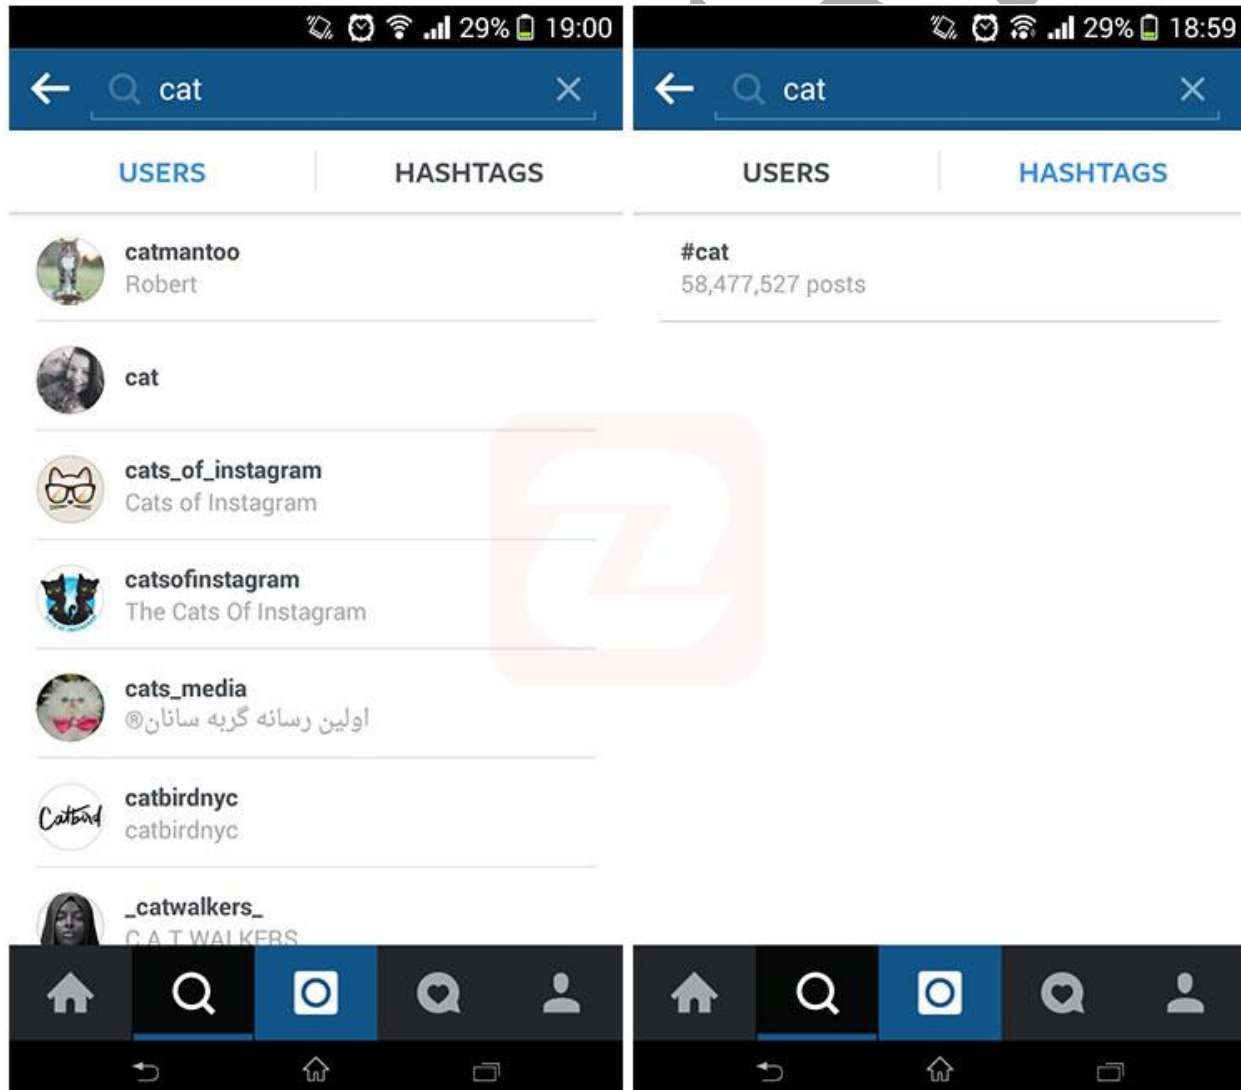 29% 19:00
cat
USERS HASHTAGS
catmantoo
Robert
cat
cats_of_instagram
Cats of Instagram
catsofinstagram
The Cats Of Instagram
cats_media
اولین رسانه گربه سانان®
Catbird
catbirdnyc
catbirdnyc
_catwalkers_
C A T WALKERS
29% 18:59
cat
USERS HASHTAGS
#cat
58,477,527 posts